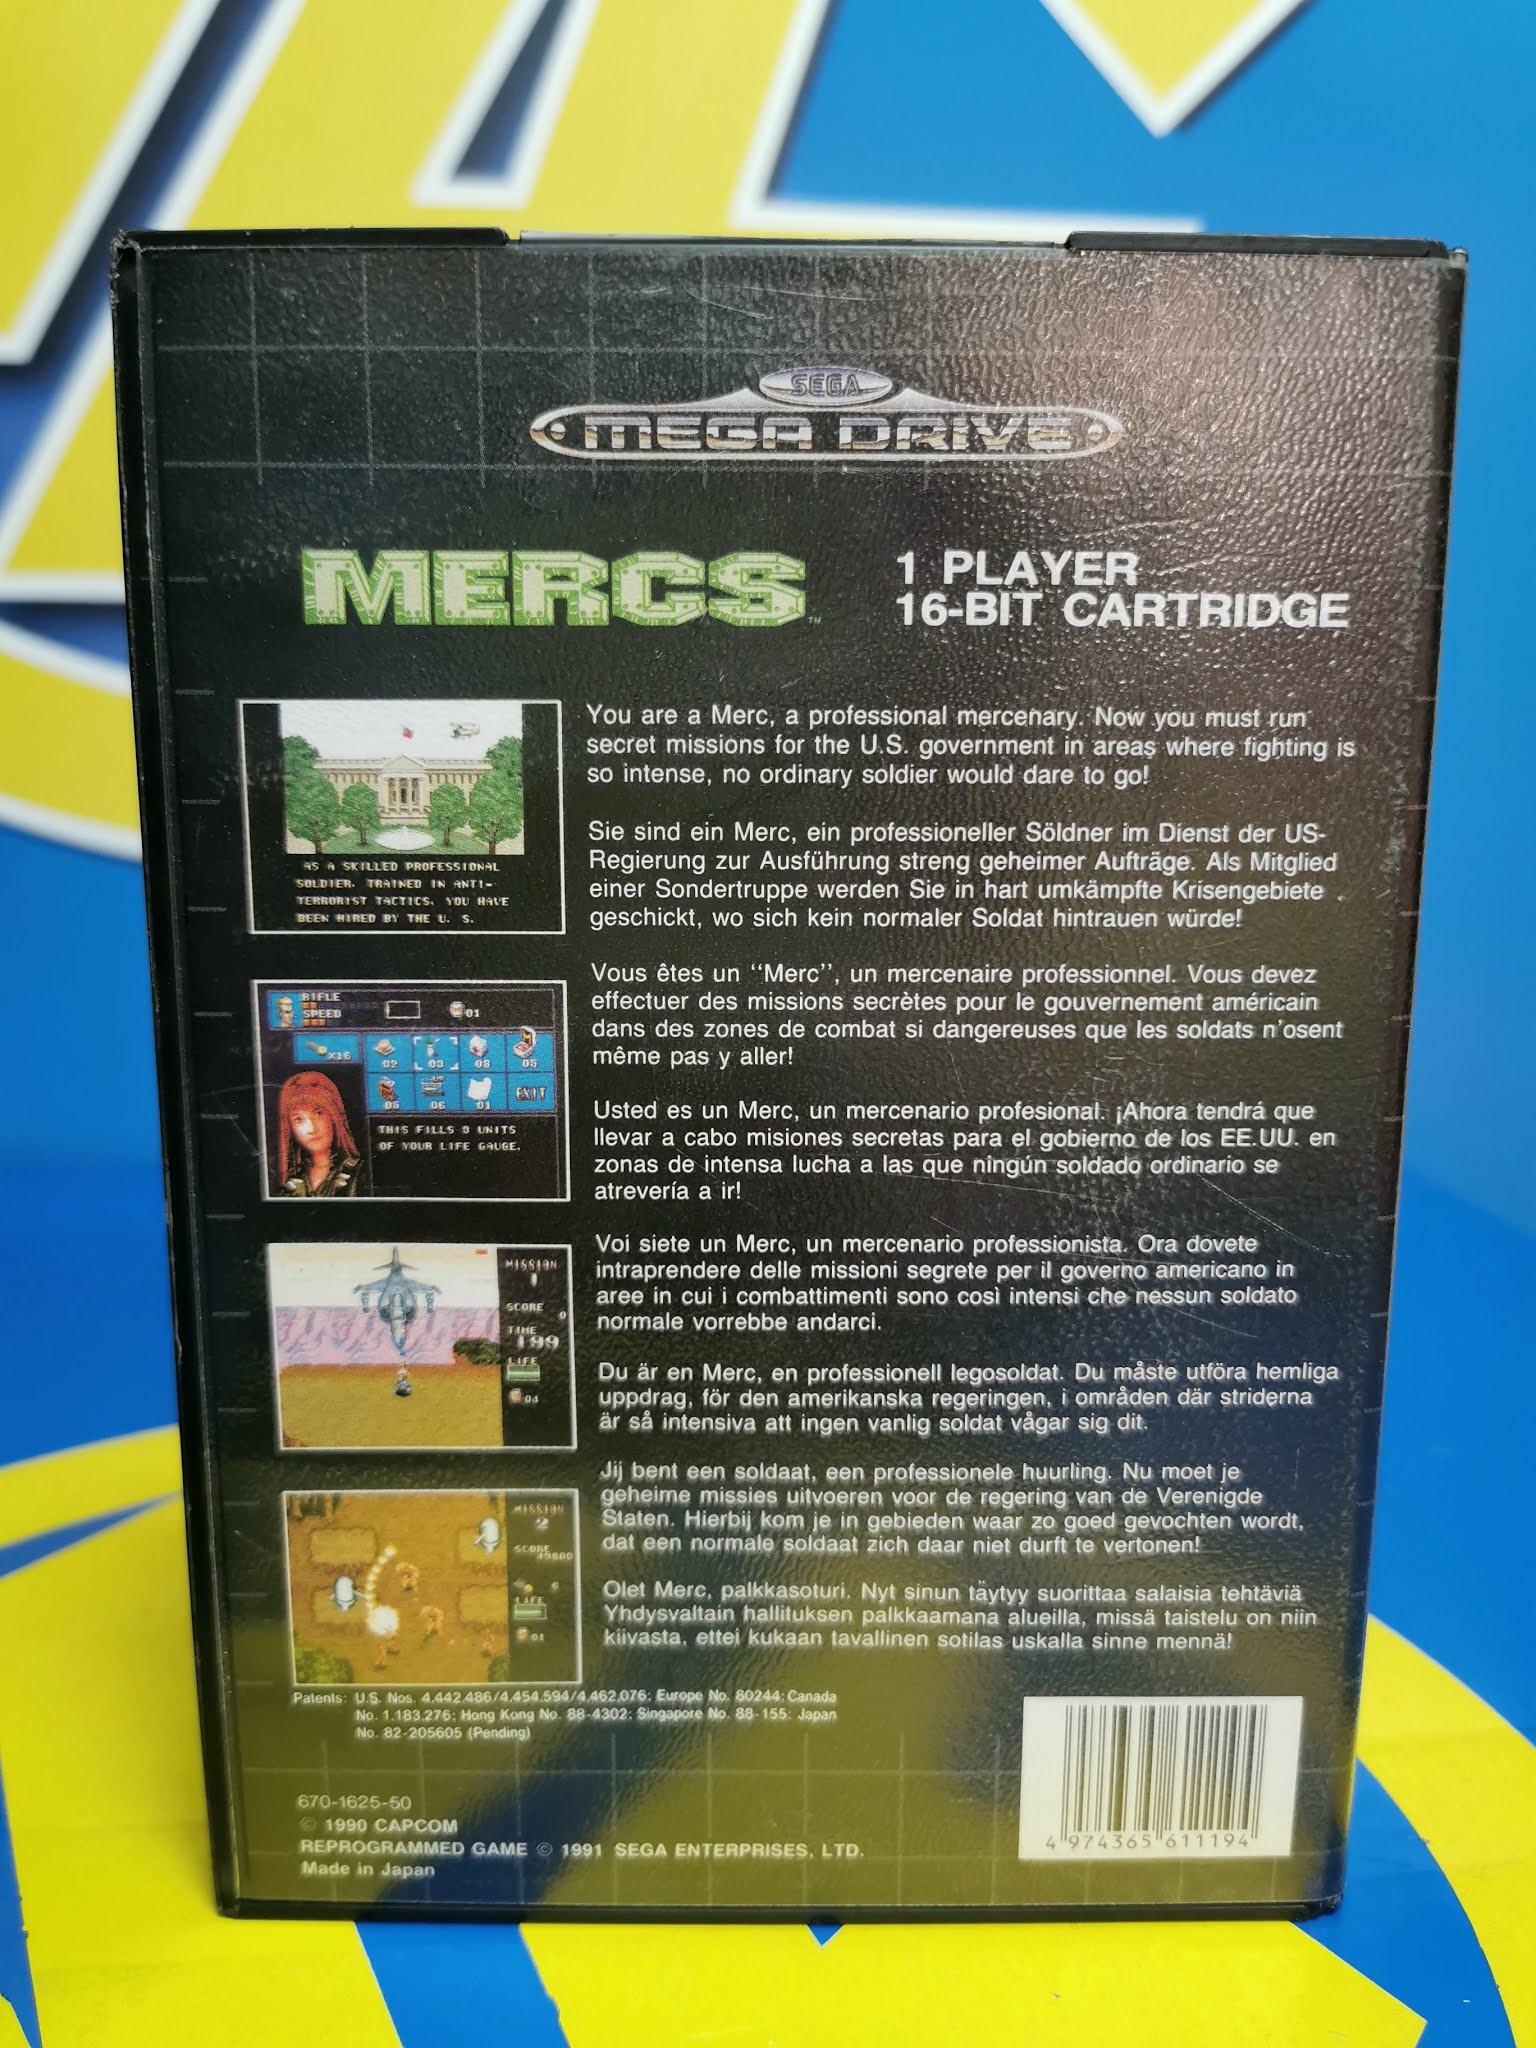 SEGA
MEGA DRIVE
MERCS™
1 PLAYER
16-BIT CARTRIDGE
AS A SKILLED PROFESSIONAL
SOLDIER, TRAINED IN ANTI-
TERRORIST TACTICS, YOU HAVE
BEEN HIRED BY THE U. S.
You are a Merc, a professional mercenary. Now you must run
secret missions for the U.S. government in areas where fighting is
so intense, no ordinary soldier would dare to go!
Sie sind ein Merc, ein professioneller Söldner im Dienst der US-
Regierung zur Ausführung streng geheimer Aufträge. Als Mitglied
einer Sondertruppe werden Sie in hart umkämpfte Krisengebiete
geschickt, wo sich kein normaler Soldat hintrauen würde!
RIFLE
SPEED
01
x16
02
03
08
05
05
06
01
EXIT
THIS FILLS 3 UNITS
OF YOUR LIFE GAUGE.
Vous êtes un "Merc", un mercenaire professionnel. Vous devez
effectuer des missions secrètes pour le gouvernement américain
dans des zones de combat si dangereuses que les soldats n'osent
même pas y aller!
Usted es un Merc, un mercenario profesional. ¡Ahora tendrá que
llevar a cabo misiones secretas para el gobierno de los EE.UU. en
zonas de intensa lucha a las que ningún soldado ordinario se
atrevería a ir!
MISSION
1
SCORE
0
TIME
199
LIFE
04
Voi siete un Merc, un mercenario professionista. Ora dovete
intraprendere delle missioni segrete per il governo americano in
aree in cui i combattimenti sono così intensi che nessun soldato
normale vorrebbe andarci.
Du är en Merc, en professionell legosoldat. Du måste utföra hemliga
uppdrag, för den amerikanska regeringen, i områden där striderna
är så intensiva att ingen vanlig soldat vågar sig dit.
MISSION
2
SCORE
49800
LIFE
01
Jij bent een soldaat, een professionele huurling. Nu moet je
geheime missies uitvoeren voor de regering van de Verenigde
Staten. Hierbij kom je in gebieden waar zo goed gevochten wordt,
dat een normale soldaat zich daar niet durft te vertonen!
Olet Merc, palkkasoturi. Nyt sinun täytyy suorittaa salaisia tehtäviä
Yhdysvaltain hallituksen palkkaamana alueilla, missä taistelu on niin
kiivasta, ettei kukaan tavallinen sotilas uskalla sinne mennä!
Patents: U.S. Nos. 4.442.486/4.454.594/4.462.076; Europe No. 80244; Canada
No. 1.183.276; Hong Kong No. 88-4302; Singapore No. 88-155; Japan
No. 82-205605 (Pending)
670-1625-50
© 1990 CAPCOM
REPROGRAMMED GAME © 1991 SEGA ENTERPRISES, LTD.
Made in Japan
4 974365 611194